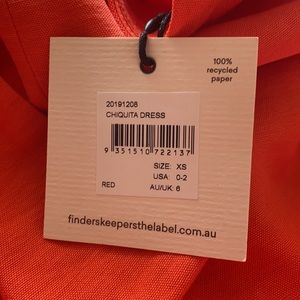 100%
recycled
paper
20191208
CHIQUITA DRESS
9 351510 722137
SIZE: XS
USA: 0-2
RED AU/UK: 6
finderskeepersthelabel.com.au